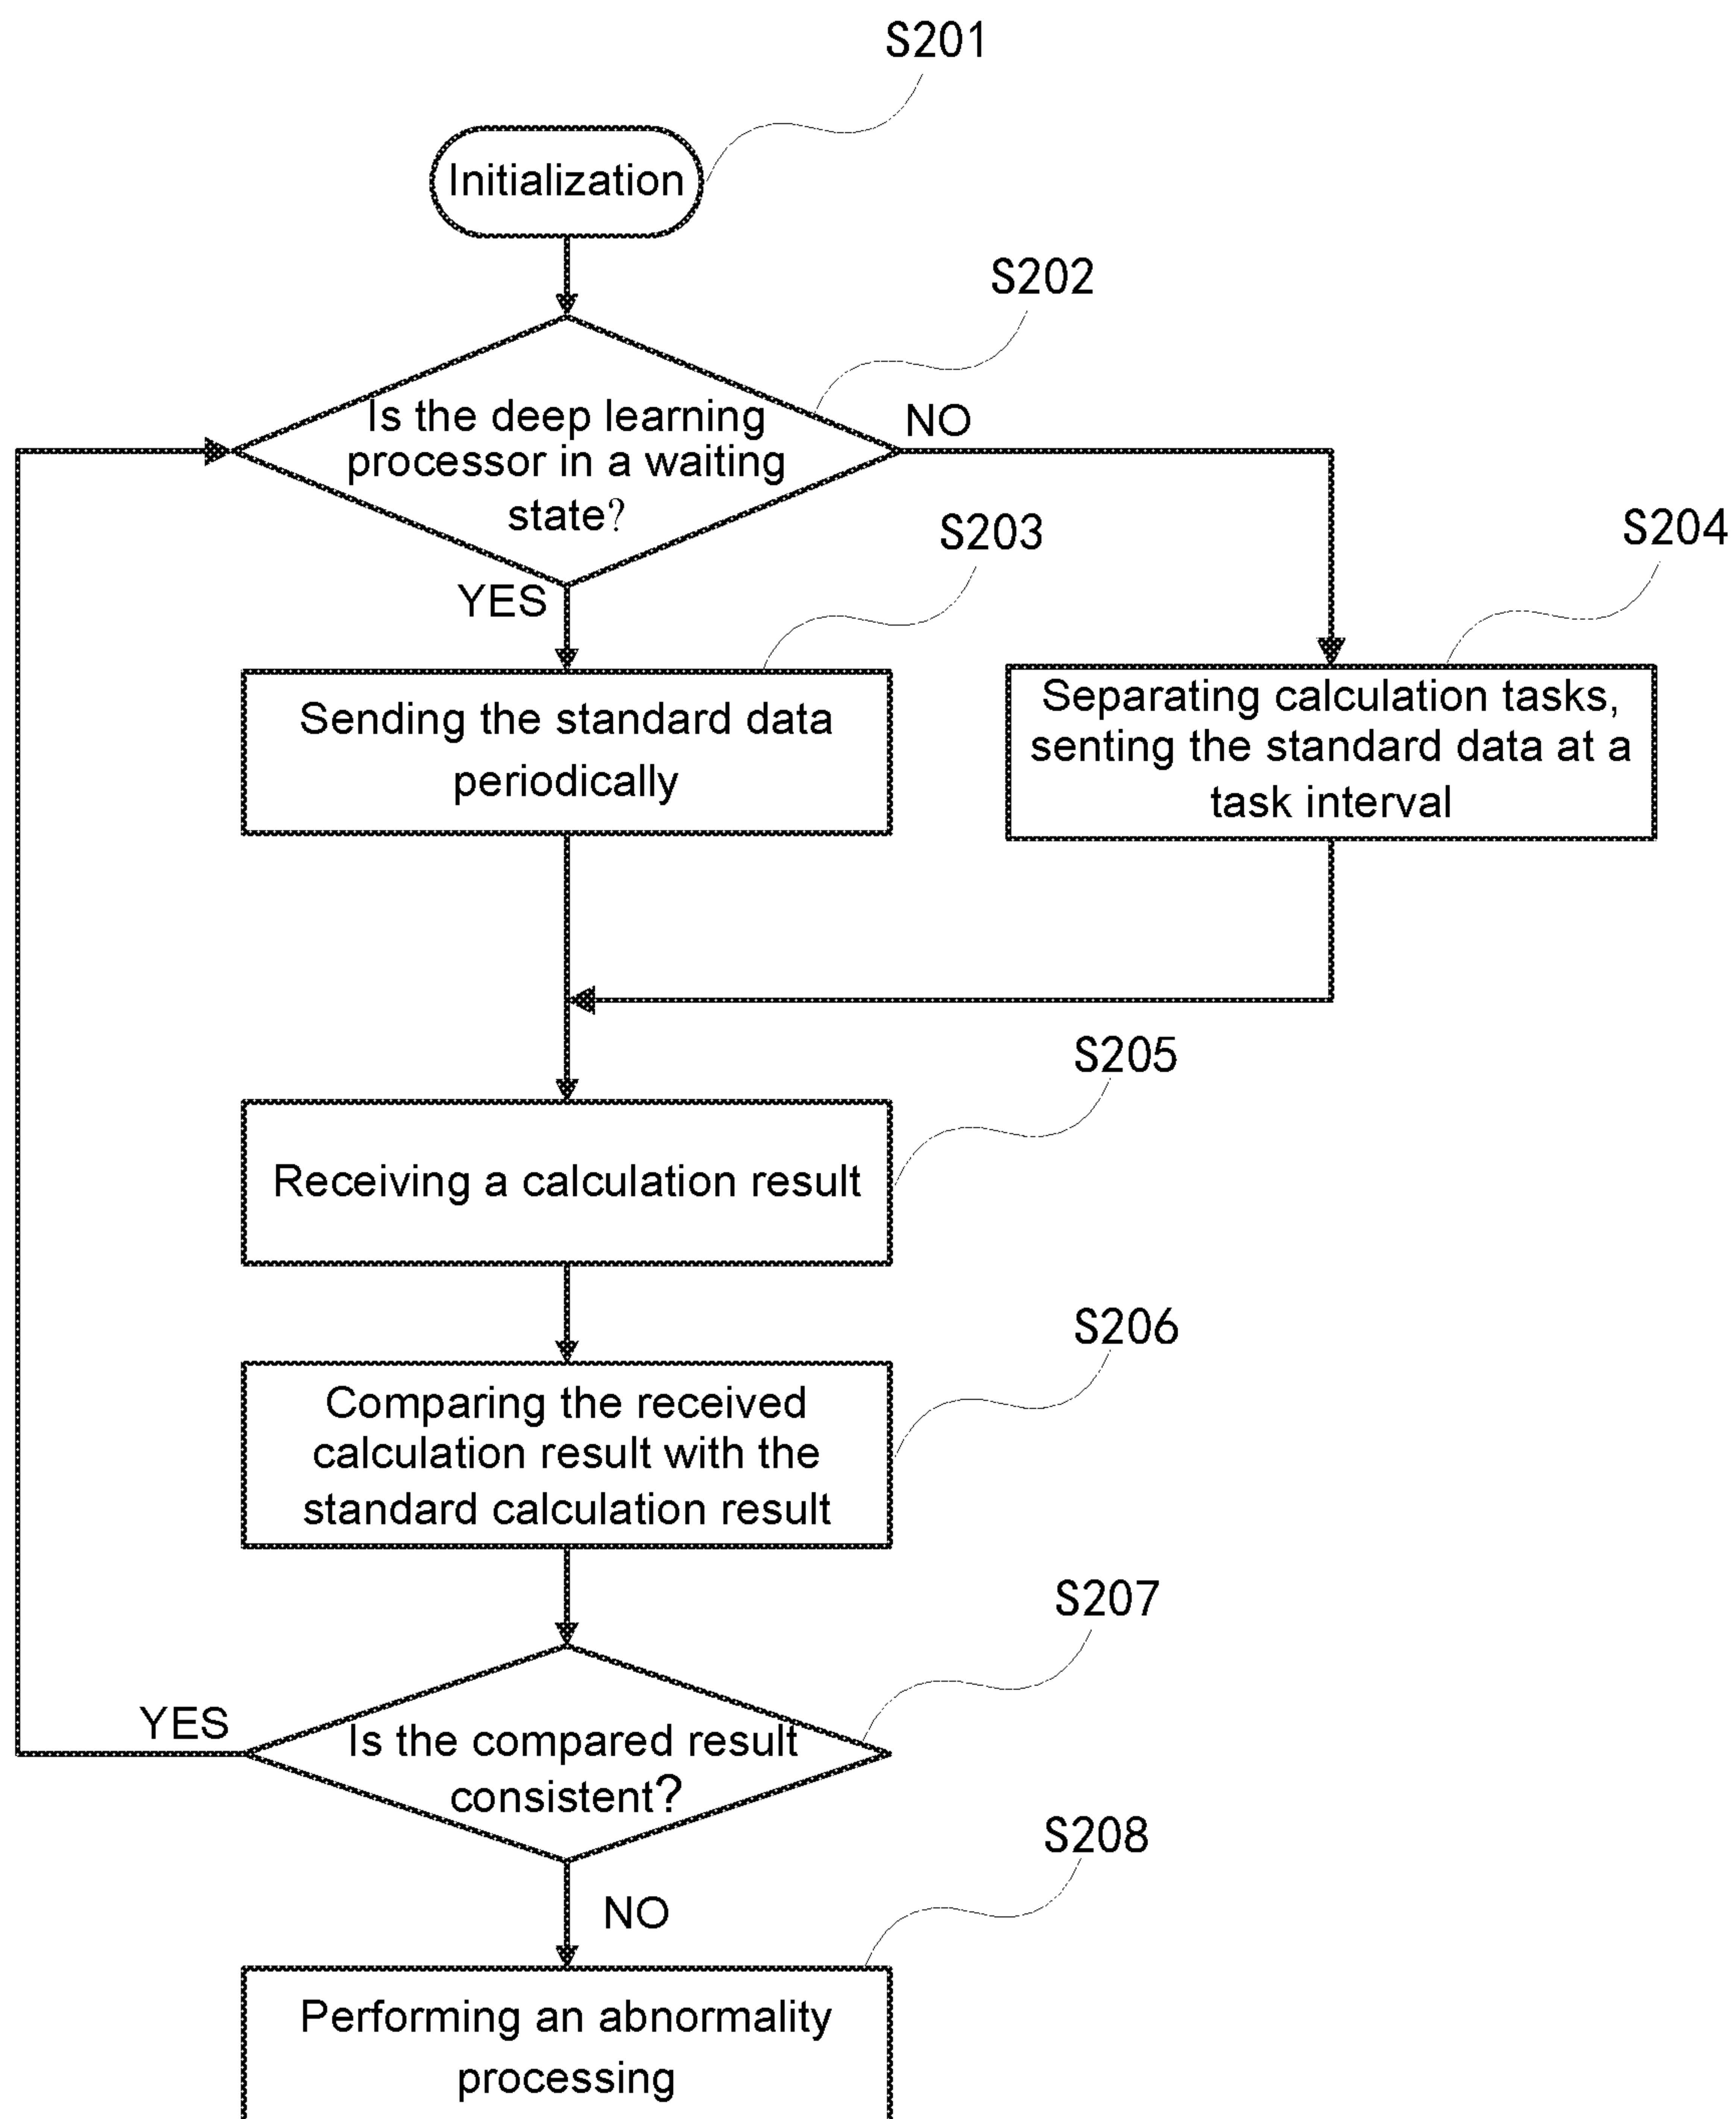 S201
Initialization
S202
Is the deep learning
processor in a waiting
state?
NO
YES
S203
Sending the standard data
periodically
S204
Separating calculation tasks,
senting the standard data at a
task interval
S205
Receiving a calculation result
S206
Comparing the received
calculation result with the
standard calculation result
S207
Is the compared result
consistent?
YES
NO
S208
Performing an abnormality
processing